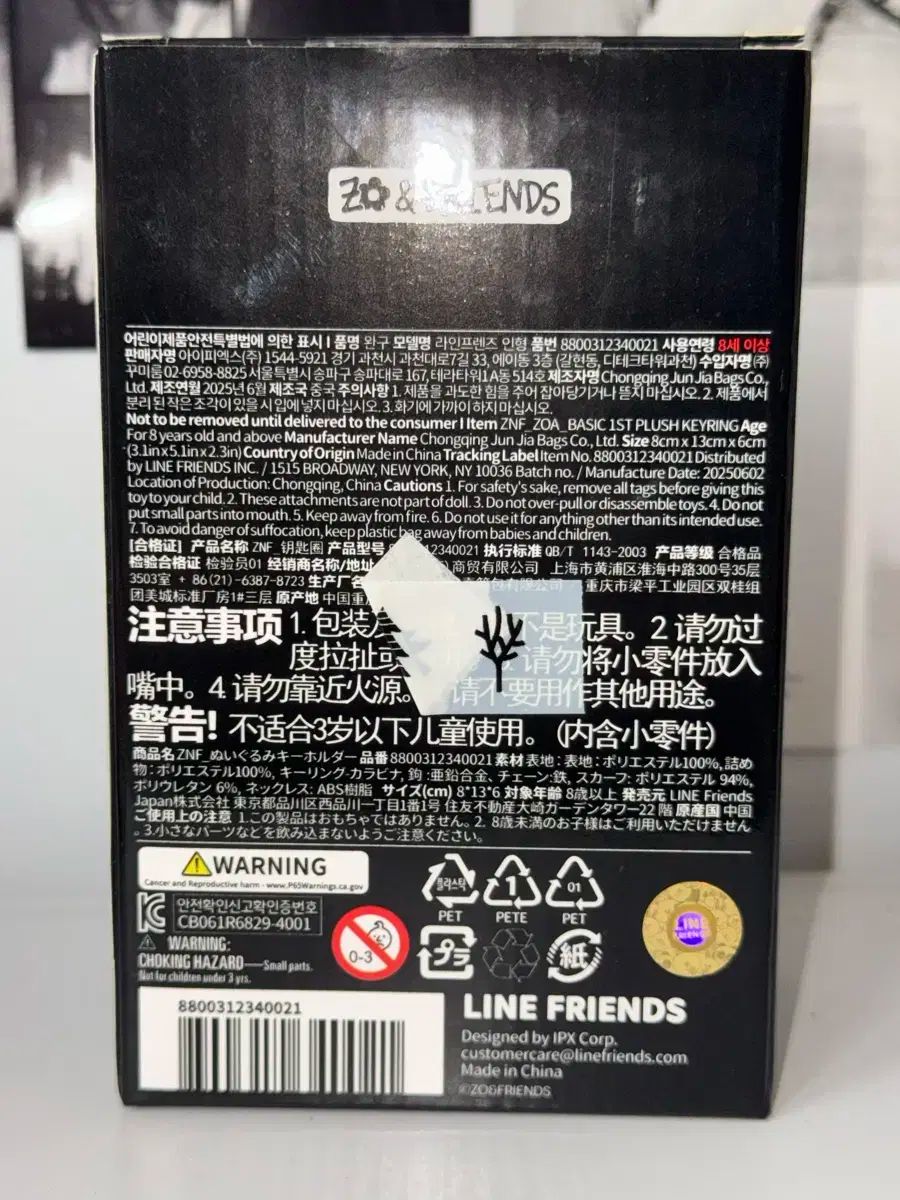 ZO & FRIENDS
어린이제품안전특별법에 의한 표시 I 품명 완구 모델명 라인프렌즈 인형 품번 8800312340021 사용연령 8세 이상
판매자명 아이피엑스(주) 1544-5921 경기 과천시 과천대로7길 33, 에이동 3층 (갈현동, 디테크타워과천) 수입자명 (주)
꾸미룸 02-6958-8825 서울특별시 송파구 송파대로 167, 테라타워1 A동 514호 제조자명 Chongqing Jun Jia Bags Co.,
Ltd. 제조연월 2025년 6월 제조국 중국 주의사항 1. 제품을 과도한 힘을 주어 잡아당기거나 뜯지 마십시오. 2. 제품에서
분리 된 작은 조각이 있을 시 입에 넣지 마십시오. 3. 화기에 가까이 하지 마십시오.
Not to be removed until delivered to the consumer I Item ZNF_ZOA_BASIC 1ST PLUSH KEYRING Age
For 8 years old and above Manufacturer Name Chongqing Jun Jia Bags Co., Ltd. Size 8cm x 13cm x 6cm
(3.1in x 5.1in x 2.3in) Country of Origin Made in China Tracking Label Item No. 8800312340021 Distributed
by LINE FRIENDS INC. / 1515 BROADWAY, NEW YORK, NY 10036 Batch no. / Manufacture Date: 20250602
Location of Production: Chongqing, China Cautions 1. For safety's sake, remove all tags before giving this
toy to your child. 2. These attachments are not part of doll. 3. Do not over-pull or disassemble toys. 4. Do not
put small parts into mouth. 5. Keep away from fire. 6. Do not use it for anything other than its intended use.
7. To avoid danger of suffocation, keep plastic bag away from babies and children.
[合格证] 产品名称 ZNF_钥匙圈 产品型号 12340021 执行标准 QB/T 1143-2003 产品等级 合格品
检验合格证 检验员01 经销商名称/地址 商贸有限公司 上海市黄浦区淮海中路300号35层
3503室 + 86(21)-6387-8723 生产厂名 箱包有限公司 重庆市梁平工业园区双桂组
团美城标准厂房1#三层 原产地 中国重
注意事项 1. 包装 不是玩具。 2. 请勿过
度拉扯或 请勿将小零件放入
嘴中。 4. 请勿靠近火源。 请不要用作其他用途。
警告! 不适合3岁以下儿童使用。 (内含小零件)
商品名 ZNF_ぬいぐるみキーホルダー 品番 8800312340021 素材 表地: 表地: ポリエステル100%, 詰め
物: ポリエステル100%, キーリング·カラビナ, 鉤: 亜鉛合金, チェーン: 鉄, スカーフ: ポリエステル 94%,
ポリウレタン 6%, ネックレス: ABS樹脂 サイズ(cm) 8*13*6 対象年齢 8歳以上 発売元 LINE Friends
Japan株式会社 東京都品川区西品川一丁目1番1号 住友不動産大崎ガーデンタワー22 階 原産国 中国
ご使用上の注意 1.この製品はおもちゃではありません。2. 8歳未満のお子様はご利用いただけません
。3.小さなパーツなどを飲み込まないようご注意ください。
WARNING
Cancer and Reproductive harm - www.P65Warnings.ca.gov
안전확인신고확인증번호
CB061R6829-4001
WARNING:
CHOKING HAZARD—Small parts.
Not for children under 3 yrs.
0-3
플라스틱
PET
1
PETE
01
PET
プラ
紙
LINE
FRIENDS
8800312340021
LINE FRIENDS
Designed by IPX Corp.
customercare@linefriends.com
Made in China
©ZO&FRIENDS